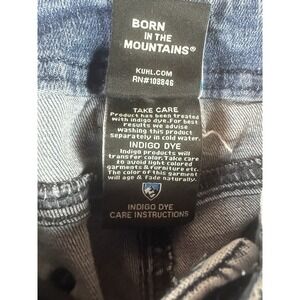 BORN
IN THE
MOUNTAINS®
KUHL.COM
RN#108846
TAKE CARE
Product has been treated
with indigo dye. For best
results we advise
washing this product
separately in cold water.
INDIGO DYE
Indigo products will
transfer color. Take care
to avoid light colored
garments & furniture etc.
The color of this garment
will age & fade naturally.
INDIGO DYE
CARE INSTRUCTIONS